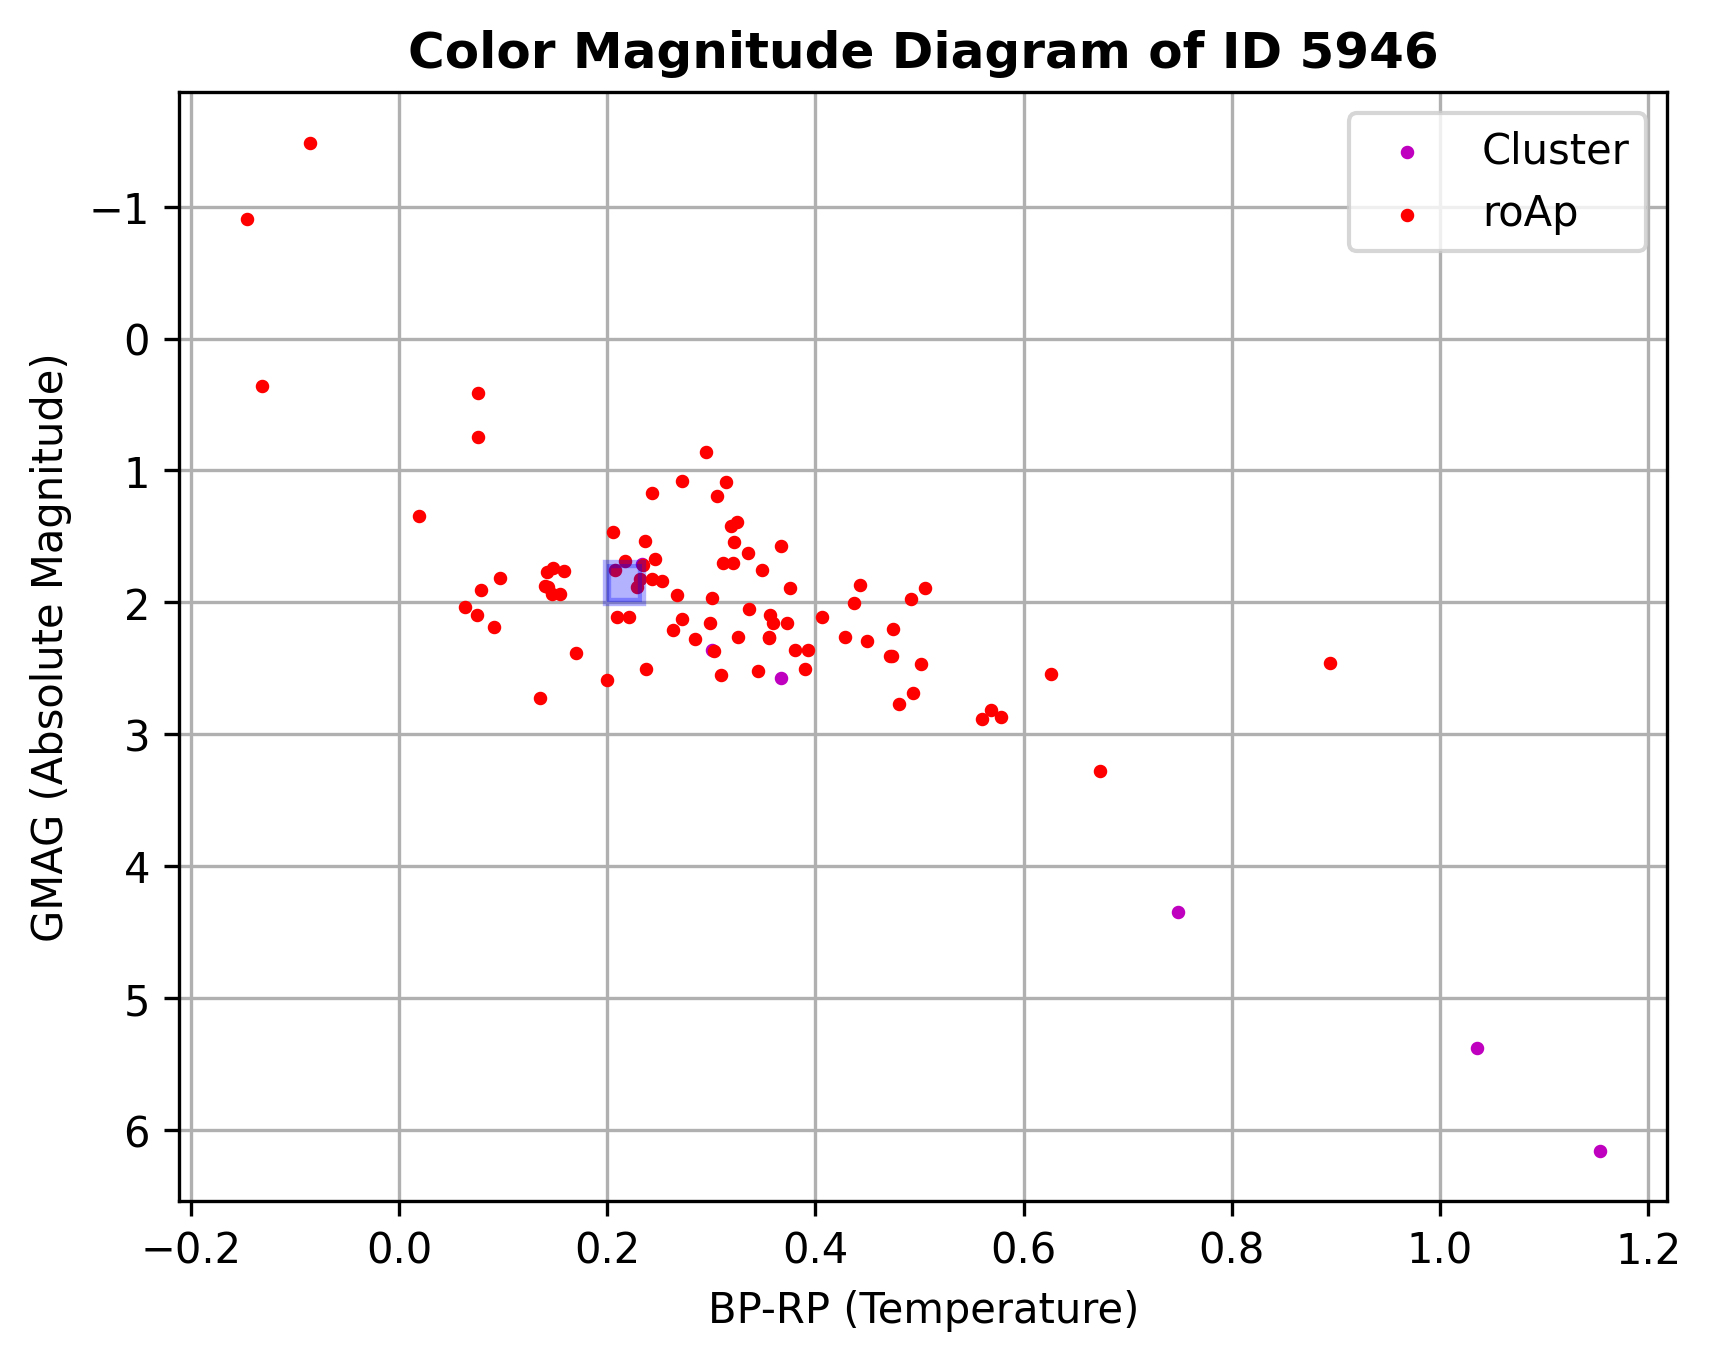 Color Magnitude Diagram of ID 5946
Cluster
roAp
GMAG (Absolute Magnitude)
−1
0
1
2
3
4
5
6
−0.2 0.0 0.2 0.4 0.6 0.8 1.0 1.2
BP-RP (Temperature)